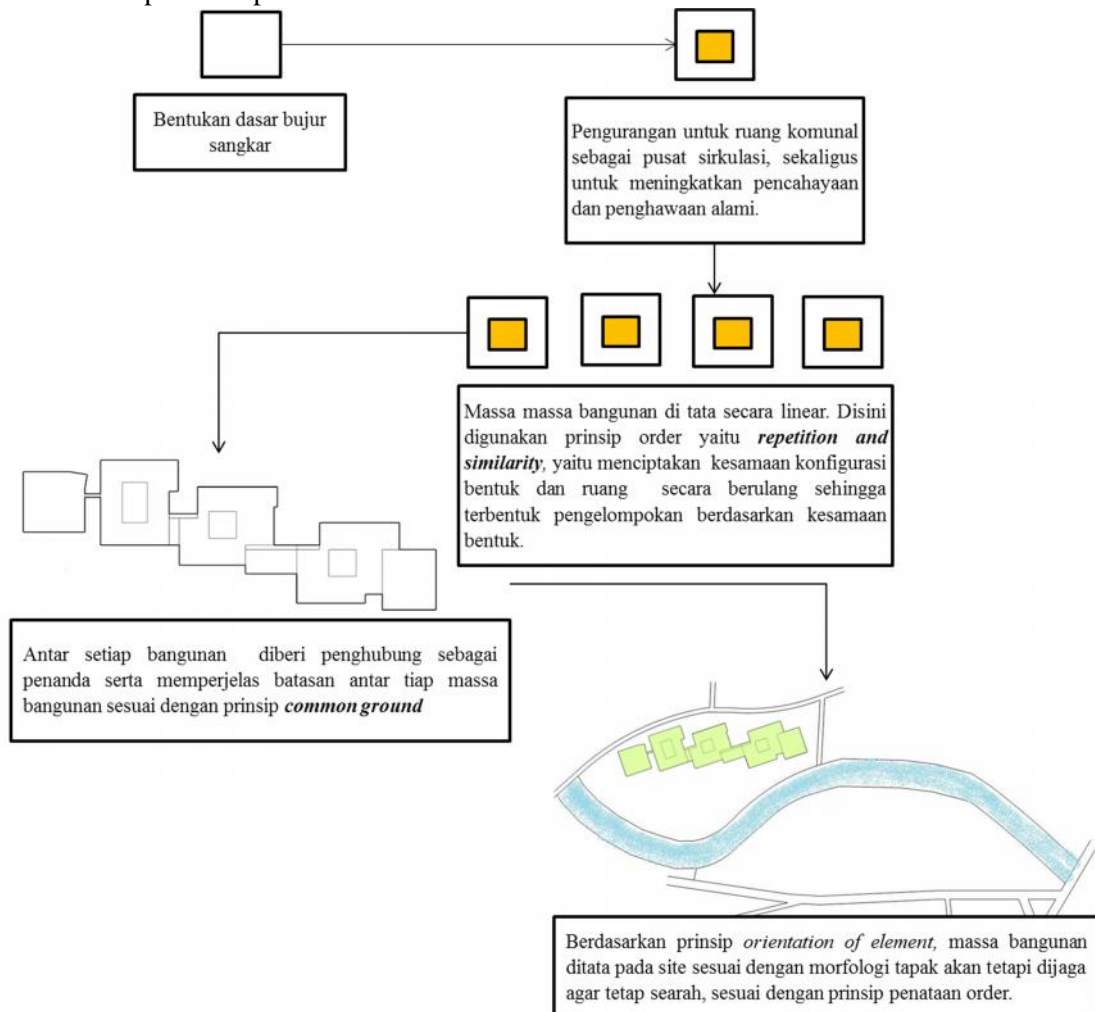 Bentukan dasar bujur
sangkar
Pengurangan untuk ruang komunal
sebagai pusat sirkulasi, sekaligus
untuk meningkatkan pencahayaan
dan penghawaan alami.
Massa massa bangunan di tata secara linear. Disini
digunakan prinsip order yaitu repetition and
similarity, yaitu menciptakan kesamaan konfigurasi
bentuk dan ruang secara berulang sehingga
terbentuk pengelompokan berdasarkan kesamaan
bentuk.
Antar setiap bangunan diberi penghubung sebagai
penanda serta memperjelas batasan antar tiap massa
bangunan sesuai dengan prinsip common ground
Berdasarkan prinsip orientation of element, massa bangunan
ditata pada site sesuai dengan morfologi tapak akan tetapi dijaga
agar tetap searah, sesuai dengan prinsip penataan order.